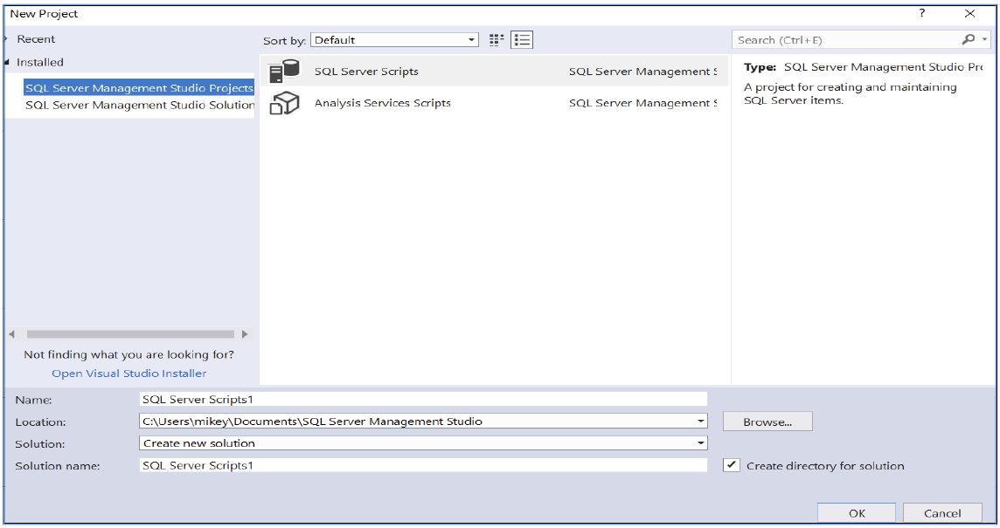 New Project
?
Recent
Installed
SQL Server Management Studio Projects
SQL Server Management Studio Solution
Not finding what you are looking for?
Open Visual Studio Installer
Sort by: Default
SQL Server Scripts SQL Server Management S
Analysis Services Scripts SQL Server Management S
Search (Ctrl+E)
Type: SQL Server Management Studio Pr
A project for creating and maintaining
SQL Server items.
Name: SQL Server Scripts1
Location: C:\Users\mikey\Documents\SQL Server Management Studio Browse...
Solution: Create new solution
Solution name: SQL Server Scripts1 Create directory for solution
OK Cancel